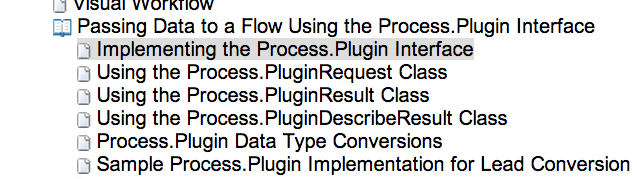 Visual Workflow
Passing Data to a Flow Using the Process.Plugin Interface
Implementing the Process.Plugin Interface
Using the Process.PluginRequest Class
Using the Process.PluginResult Class
Using the Process.PluginDescribeResult Class
Process.Plugin Data Type Conversions
Sample Process.Plugin Implementation for Lead Conversion